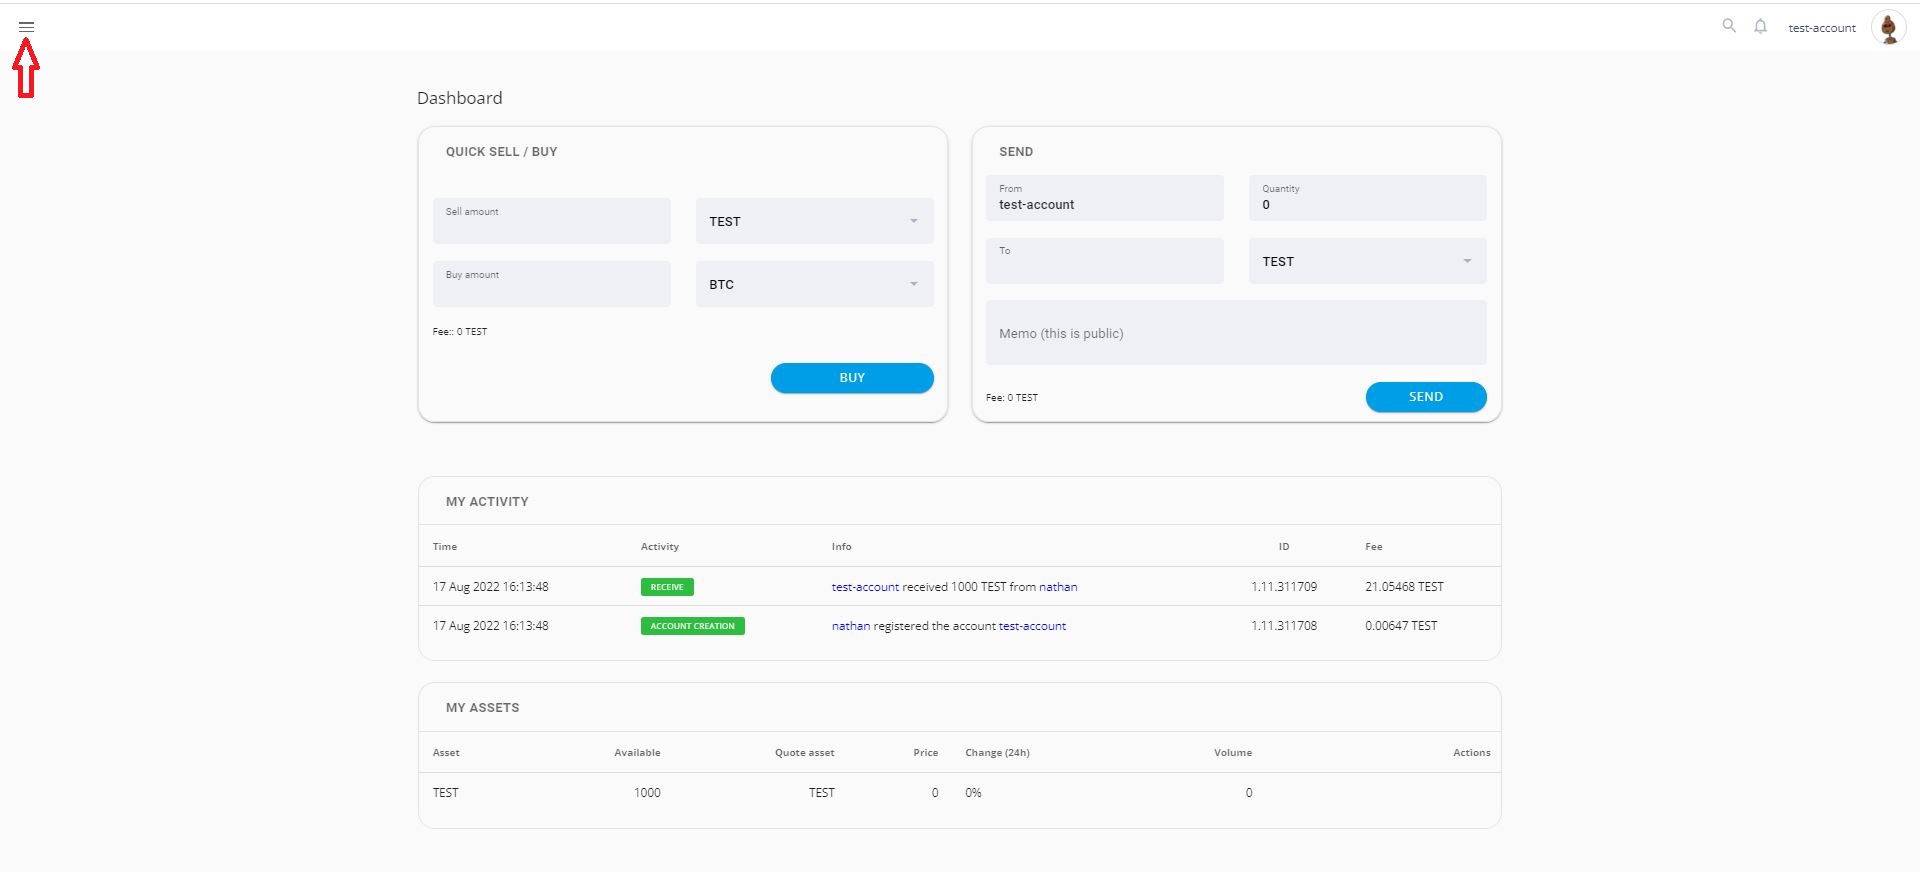 test-account
Dashboard
QUICK SELL / BUY
Sell amount
TEST
Buy amount
BTC
Fee:: 0 TEST
BUY
SEND
From
test-account
Quantity
0
To
TEST
Memo (this is public)
Fee: 0 TEST
SEND
MY ACTIVITY
Time Activity Info ID Fee
17 Aug 2022 16:13:48 RECEIVE test-account received 1000 TEST from nathan 1.11.311709 21.05468 TEST
17 Aug 2022 16:13:48 ACCOUNT CREATION nathan registered the account test-account 1.11.311708 0.00647 TEST
MY ASSETS
Asset Available Quote asset Price Change (24h) Volume Actions
TEST 1000 TEST 0 0% 0